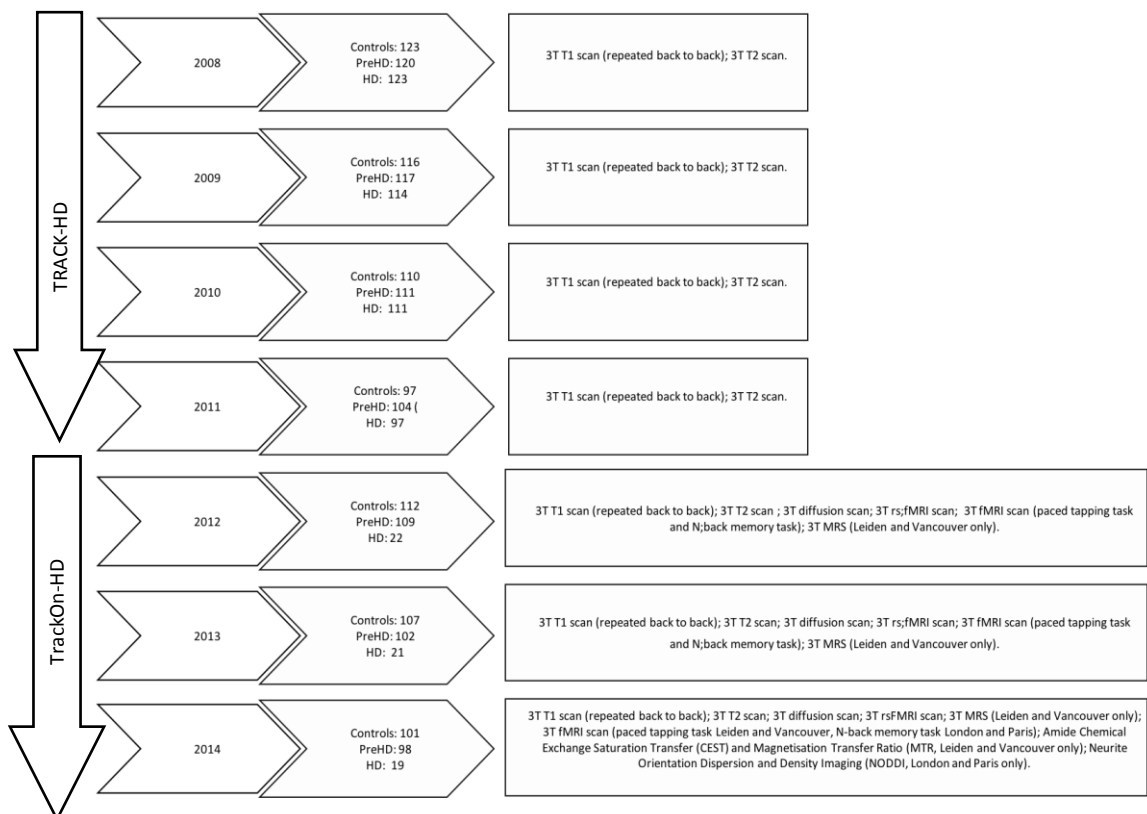 TRACK-HD
2008
Controls: 123
PreHD: 120
HD: 123
3T T1 scan (repeated back to back); 3T T2 scan.
2009
Controls: 116
PreHD: 117
HD: 114
3T T1 scan (repeated back to back); 3T T2 scan.
2010
Controls: 110
PreHD: 111
HD: 111
3T T1 scan (repeated back to back); 3T T2 scan.
2011
Controls: 97
PreHD: 104 (
HD: 97
3T T1 scan (repeated back to back); 3T T2 scan.
TrackOn-HD
2012
Controls: 112
PreHD: 109
HD: 22
3T T1 scan (repeated back to back); 3T T2 scan ; 3T diffusion scan; 3T rs;fMRI scan; 3T fMRI scan (paced tapping task
and N;back memory task); 3T MRS (Leiden and Vancouver only).
2013
Controls: 107
PreHD: 102
HD: 21
3T T1 scan (repeated back to back); 3T T2 scan; 3T diffusion scan; 3T rs;fMRI scan; 3T fMRI scan (paced tapping task
and N;back memory task); 3T MRS (Leiden and Vancouver only).
2014
Controls: 101
PreHD: 98
HD: 19
3T T1 scan (repeated back to back); 3T T2 scan; 3T diffusion scan; 3T rsFMRI scan; 3T MRS (Leiden and Vancouver only);
3T fMRI scan (paced tapping task Leiden and Vancouver, N-back memory task London and Paris); Amide Chemical
Exchange Saturation Transfer (CEST) and Magnetisation Transfer Ratio (MTR, Leiden and Vancouver only); Neurite
Orientation Dispersion and Density Imaging (NODDI, London and Paris only).